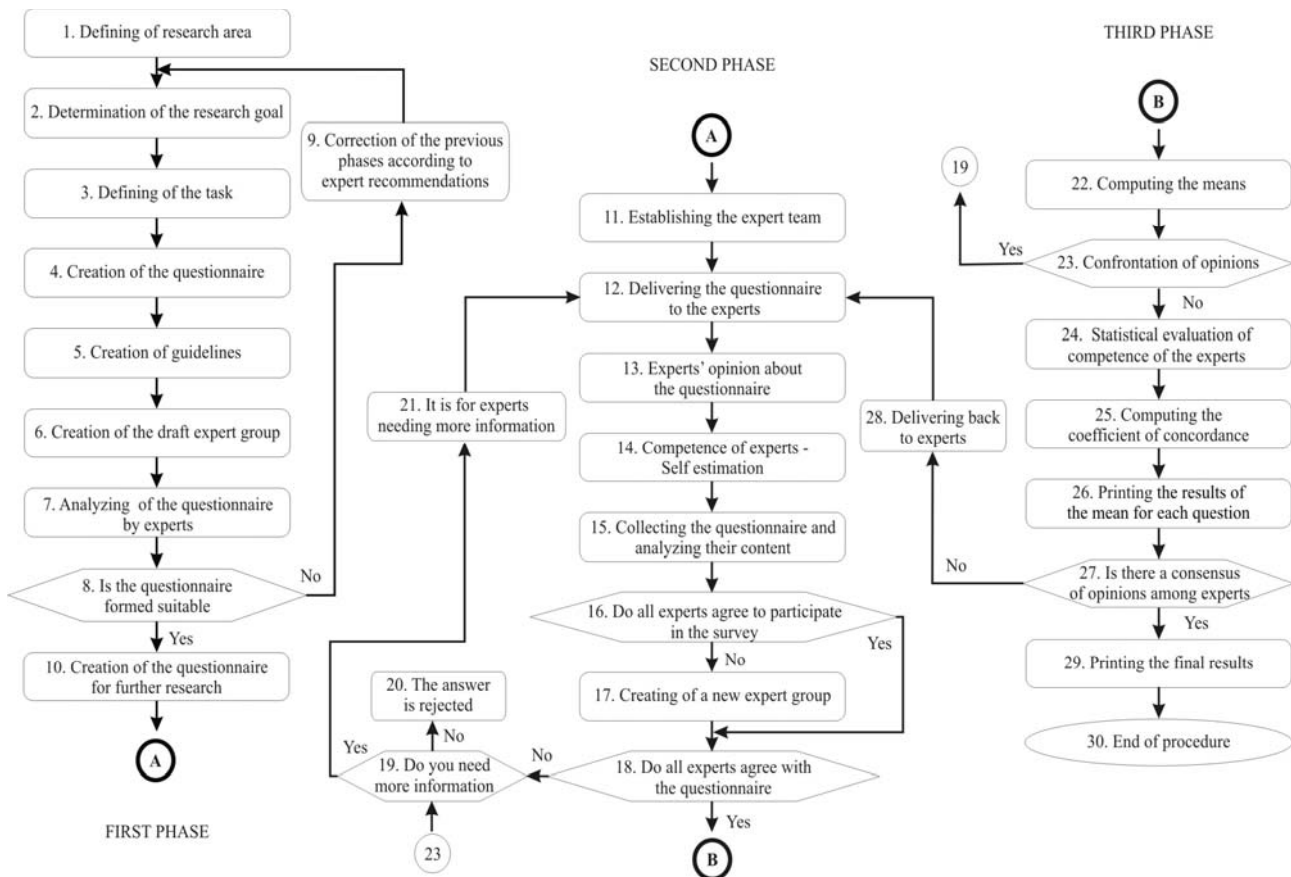 1. Defining of research area
2. Determination of the research goal
3. Defining of the task
4. Creation of the questionnaire
5. Creation of guidelines
6. Creation of the draft expert group
7. Analyzing of the questionnaire
by experts
8. Is the questionnaire
formed suitable
No
Yes
9. Correction of the previous
phases according to
expert recommendations
10. Creation of the questionnaire
for further research
A
FIRST PHASE
SECOND PHASE
A
11. Establishing the expert team
12. Delivering the questionnaire
to the experts
13. Experts' opinion about
the questionnaire
14. Competence of experts -
Self estimation
15. Collecting the questionnaire and
analyzing their content
16. Do all experts agree to participate
in the survey
Yes
No
17. Creating of a new expert group
18. Do all experts agree with
the questionnaire
No
Yes
B
19. Do you need
more information
Yes
No
23
20. The answer
is rejected
21. It is for experts
needing more information
THIRD PHASE
B
22. Computing the means
23. Confrontation of opinions
Yes
19
No
24. Statistical evaluation of
competence of the experts
25. Computing the
coefficient of concordance
26. Printing the results of
the mean for each question
27. Is there a consensus
of opinions among experts
No
Yes
28. Delivering back
to experts
29. Printing the final results
30. End of procedure